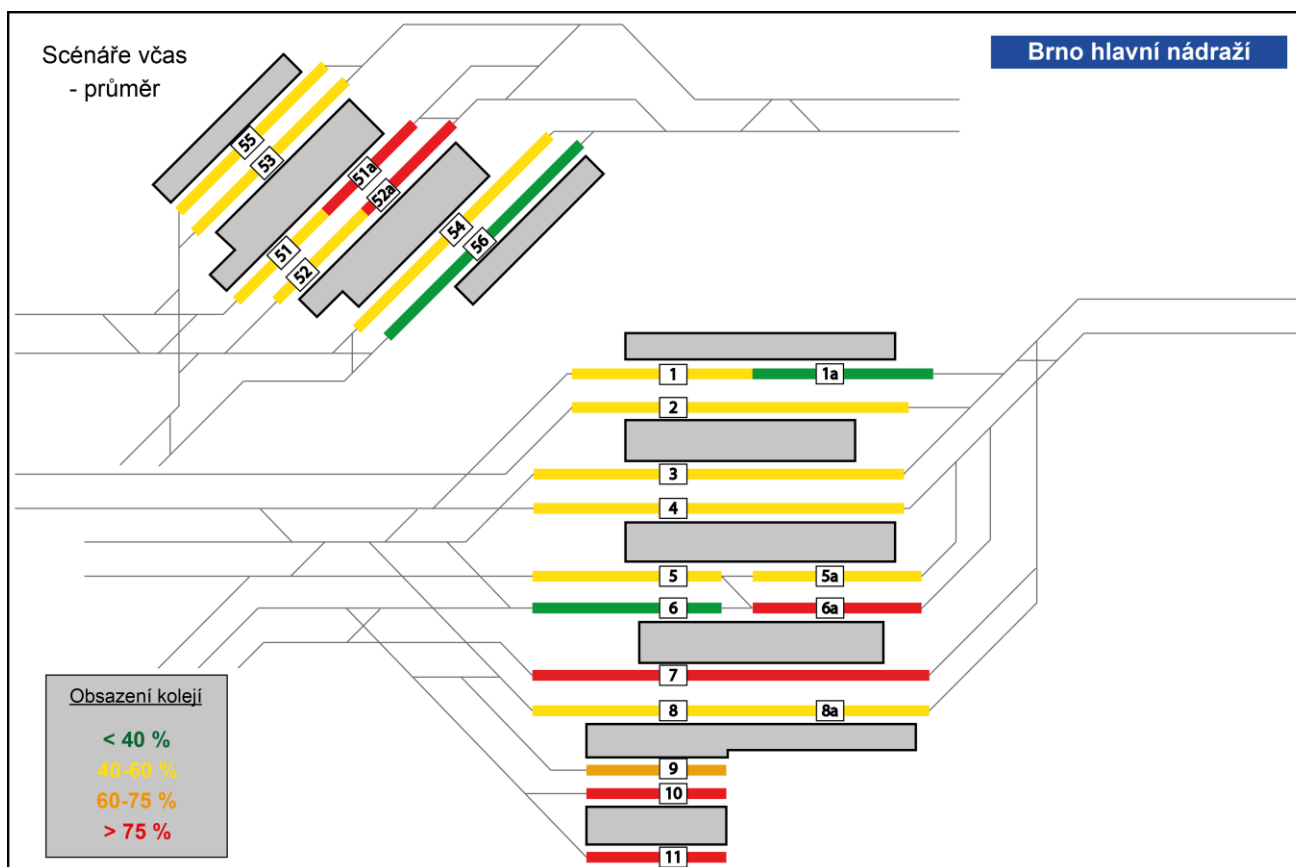 Scénáře včas
- průměr
Brno hlavní nádraží
55
53
51a
52a
51
52
54
56
1
1a
2
3
4
5
5a
6
6a
7
8
8a
9
10
11
Obsazení kolejí
< 40 %
40-60 %
60-75 %
> 75 %